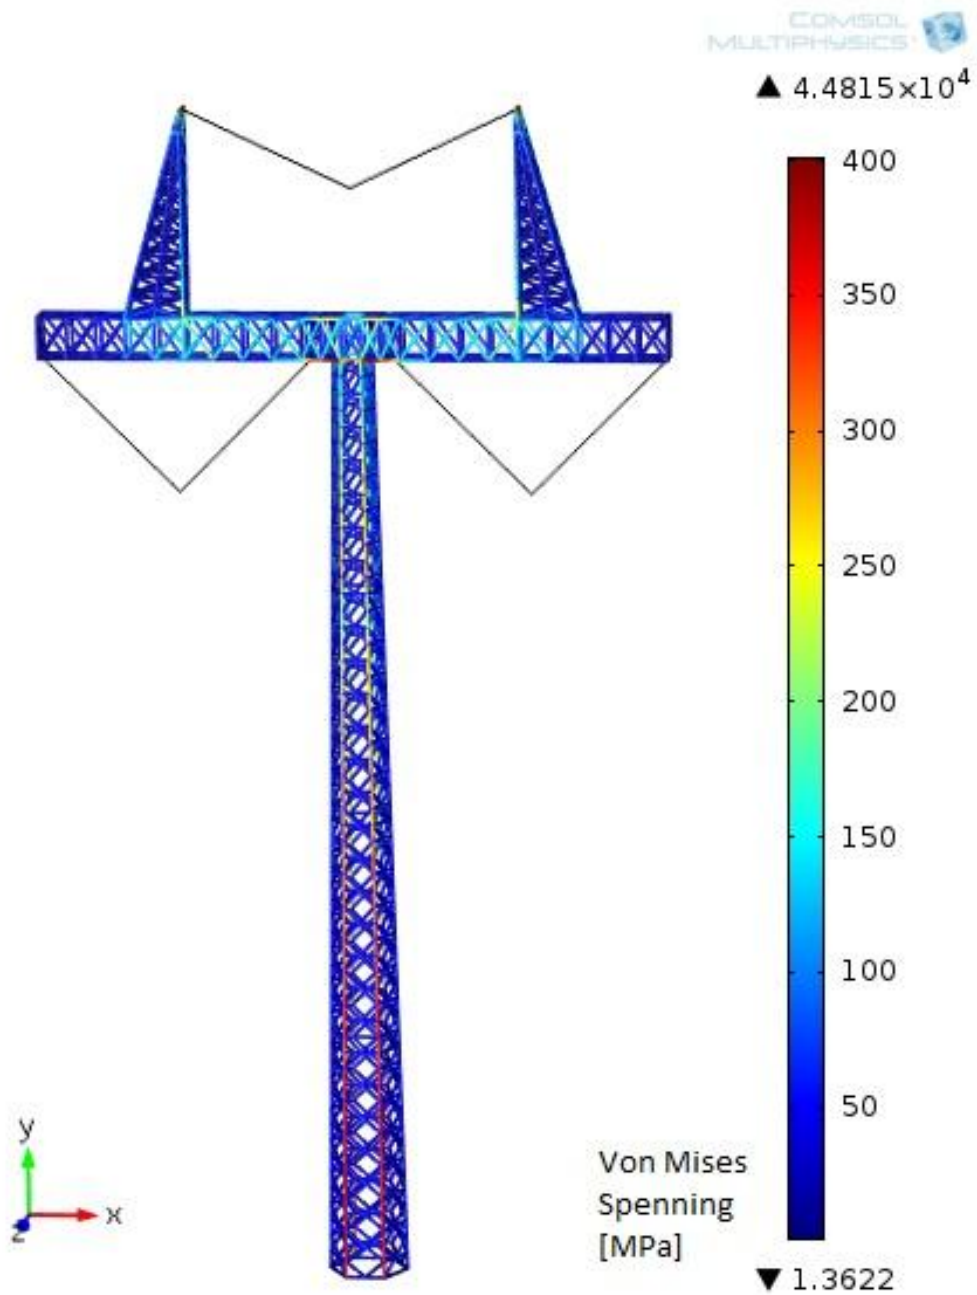 COMSOL
MULTIPHYSICS
▲ 4.4815×10⁴
400
350
300
250
200
150
100
50
▼ 1.3622
Von Mises
Spenning
[MPa]
y
x
z